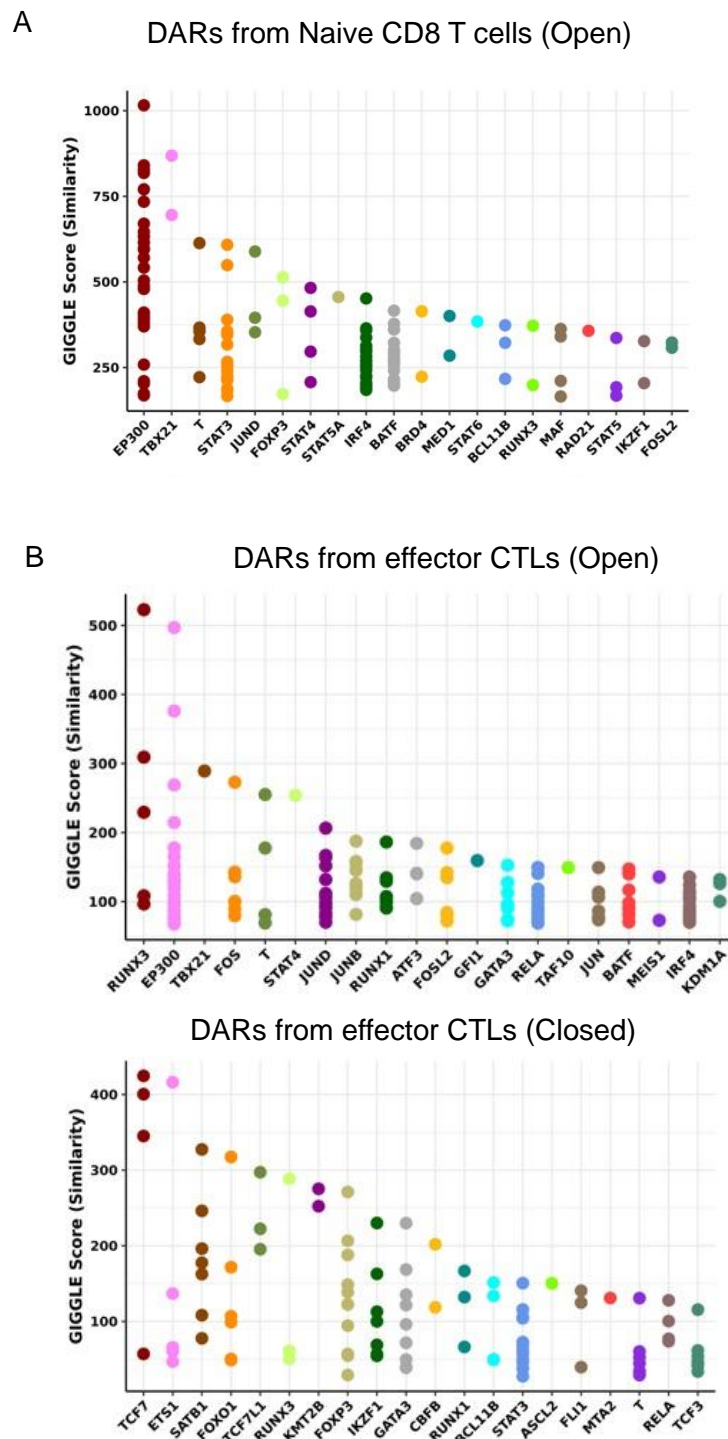 A
DARs from Naive CD8 T cells (Open)
GIGGLE Score (Similarity)
1000
750
500
250
EP300
TBX21
T
STAT3
JUND
FOXP3
STAT4
STAT5A
IRF4
BATF
BRD4
MED1
STAT6
BCL11B
RUNX3
MAF
RAD21
STAT5
IKZF1
FOSL2
B
DARs from effector CTLs (Open)
GIGGLE Score (Similarity)
500
400
300
200
100
RUNX3
EP300
TBX21
FOS
T
STAT4
JUND
JUNB
RUNX1
ATF3
FOSL2
GFI1
GATA3
RELA
TAF10
JUN
BATF
MEIS1
IRF4
KDM1A
DARs from effector CTLs (Closed)
GIGGLE Score (Similarity)
400
300
200
100
TCF7
ETS1
SATB1
FOXO1
TCF7L1
RUNX3
KMT2B
FOXP3
IKZF1
GATA3
CBFB
RUNX1
BCL11B
STAT3
ASCL2
FLI1
MTA2
T
RELA
TCF3